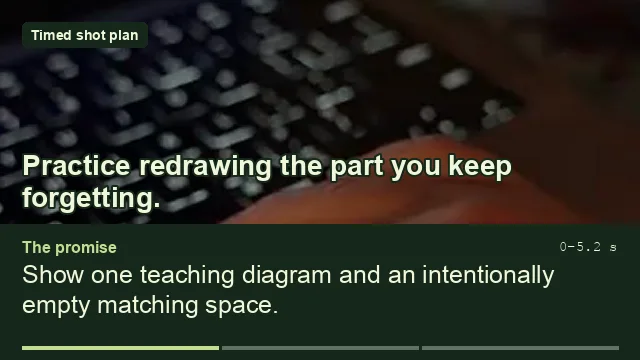 Timed shot plan
Practice redrawing the part you keep
forgetting.
The promise
0–5.2 s
Show one teaching diagram and an intentionally
empty matching space.